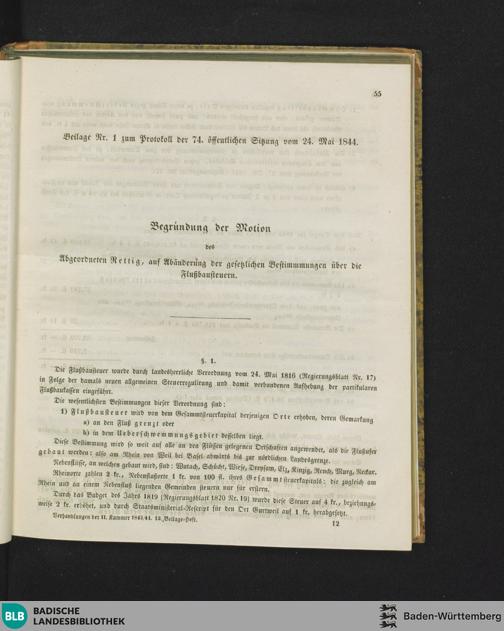 55
Beilage Nr. 1 zum Protokoll der 74. öffentlichen Sitzung vom 24. Mai 1844.
Begründung der Motion
des
Abgeordneten Rettig, auf Abänderung der gesetzlichen Bestimmmungen über die
Flußbausteuern.
§. 1.
Die Flußbausteuer wurde durch landesherrliche Verordnung vom 24. Mai 1816 (Regierungsblatt Nr. 17)
in Folge der damals neuen allgemeinen Steuerregulirung und damit verbundenen Aufhebung der partikularen
Flußbaukassen eingeführt.
Die wesentlichsten Bestimmungen dieser Verordnung sind:
1) Flußbausteuer wird von dem Gesammtsteuerkapital derjenigen Orte erhoben, deren Gemarkung
a) an den Fluß grenzt oder
b) in dem Ueberschwemmungsgebiet desselben liegt.
Diese Bestimmung wird so weit auf alle an den Flüssen gelegenen Ortschaften angewendet, als die Flußufer
gebaut werden: also am Rhein von Weil bei Basel abwärts bis zur nördlichen Landesgrenze.
Nebenflüsse, an welchen gebaut wird, sind: Wutach, Schlücht, Wiese, Dreysam, Elz, Kinzig, Rench, Murg, Neckar.
Rheinorte zahlen 2 kr., Nebenflußorte 1 kr. von 100 fl. ihres Gesammtsteuerkapitals; die zugleich am
Rhein und an einem Nebenfluß liegenden Gemeinden steuern nur für erstern.
Durch das Budget des Jahrs 1819 (Regierungsblatt 1820 Nr. 19) wurde diese Steuer auf 4 kr., beziehungs-
weise 2 kr. erhöhet, und durch Staatsministerial-Rescript für den Ort Gurtweil auf 1 kr. herabgesetzt.
Verhandlungen der II. Kammer 1843/44. 13. Beilage-Heft.
12
BLB
BADISCHE
LANDESBIBLIOTHEK
Baden-Württemberg